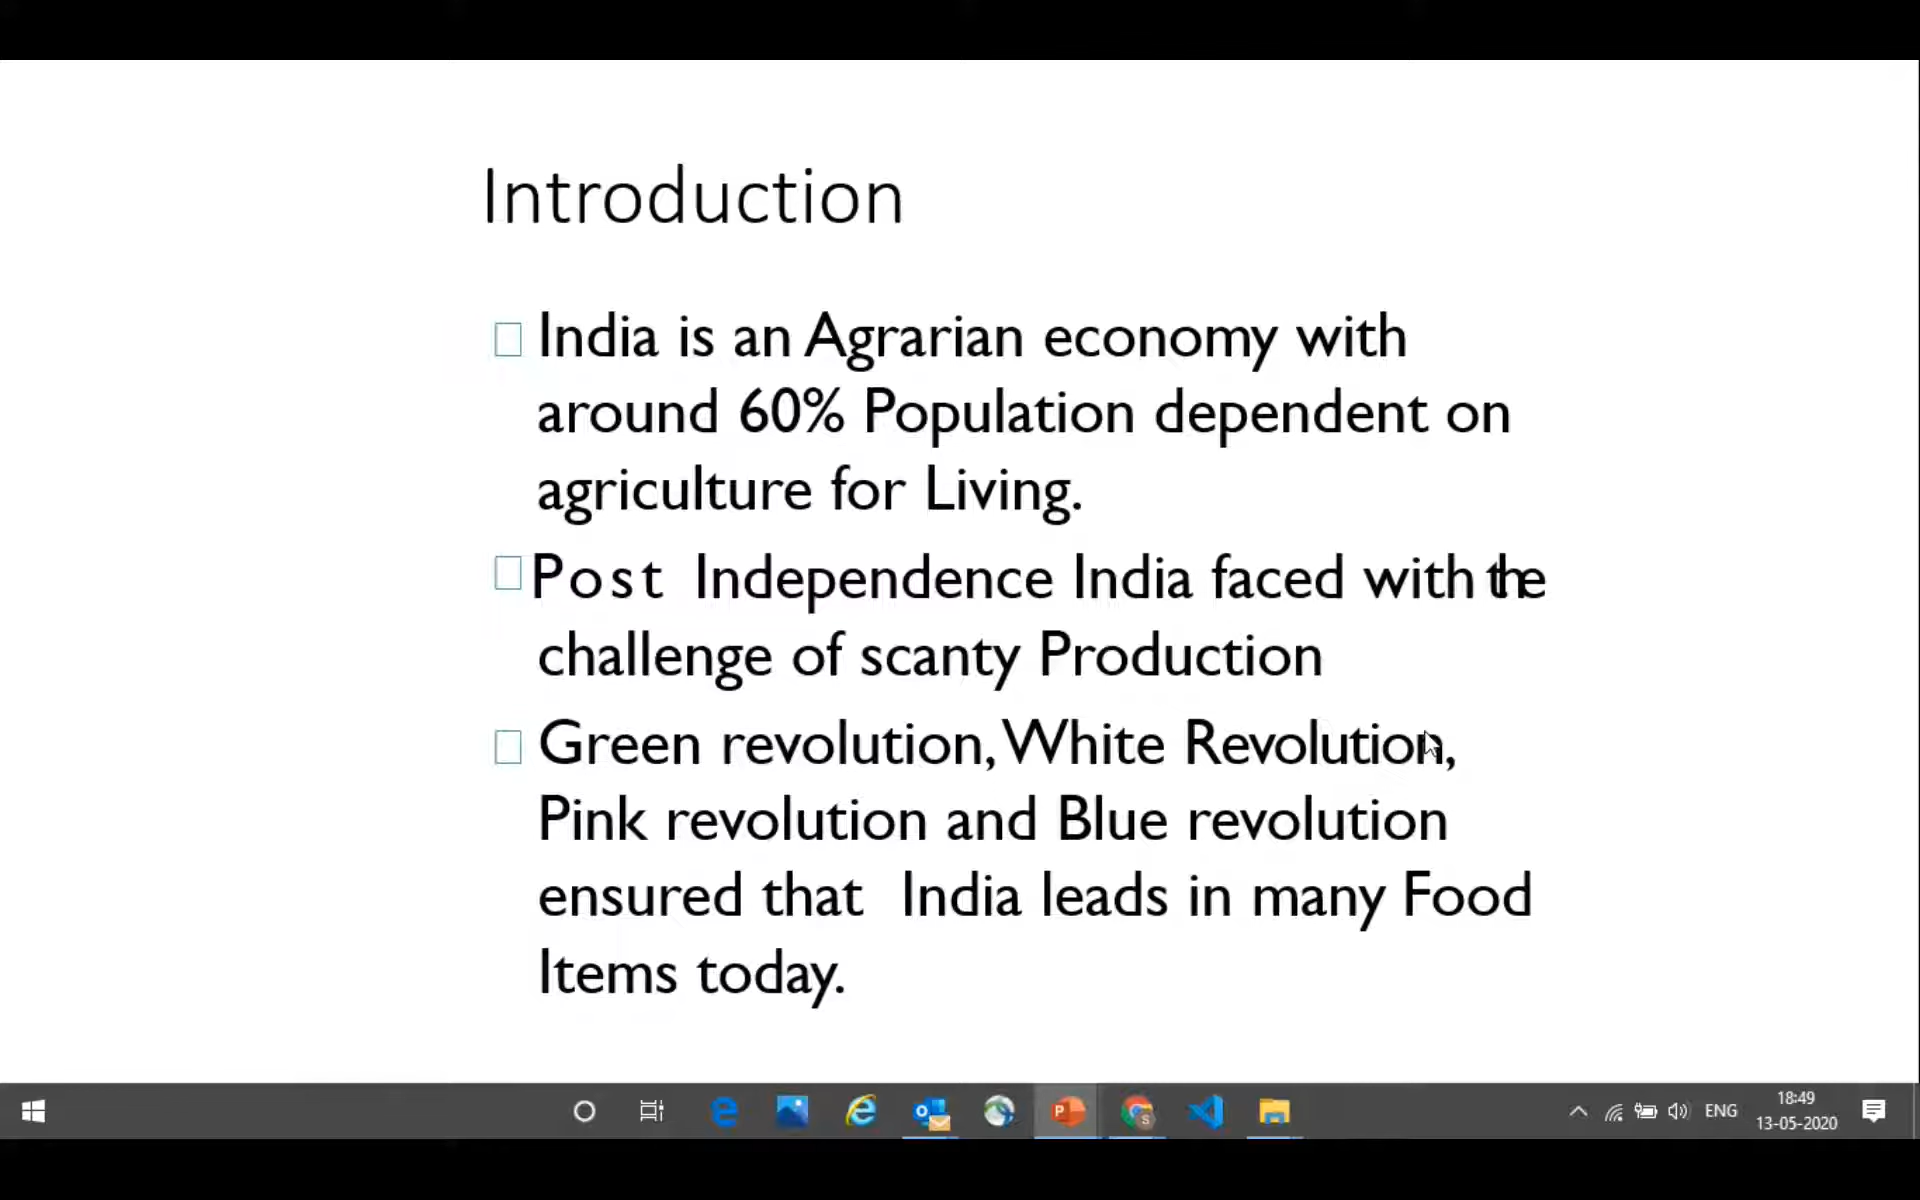 Introduction
India is an Agrarian economy with
around 60% Population dependent on
agriculture for Living.
Post Independence India faced with the
challenge of scanty Production
Green revolution, White Revolution,
Pink revolution and Blue revolution
ensured that India leads in many Food
Items today.
ENG
18:49
13-05-2020